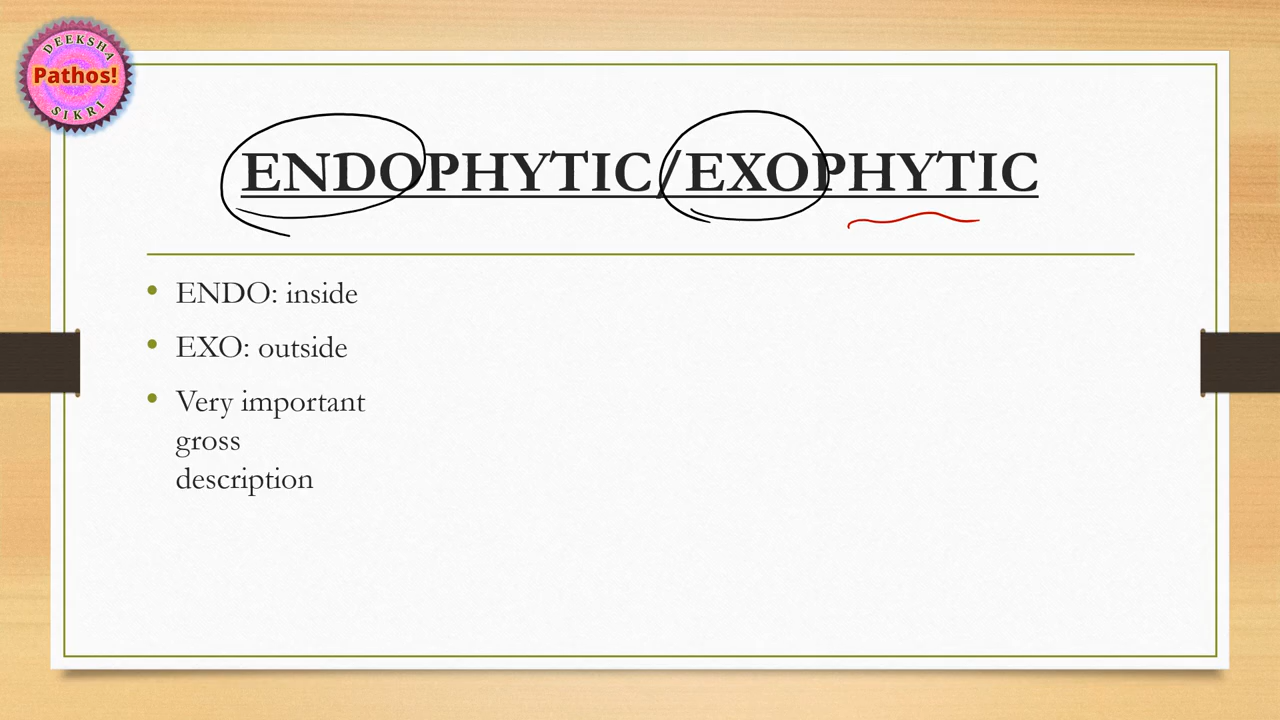 DEEKSHA
Pathos!
SIKRI
ENDOPHYTIC/EXOPHYTIC
ENDO: inside
EXO: outside
Very important
gross
description